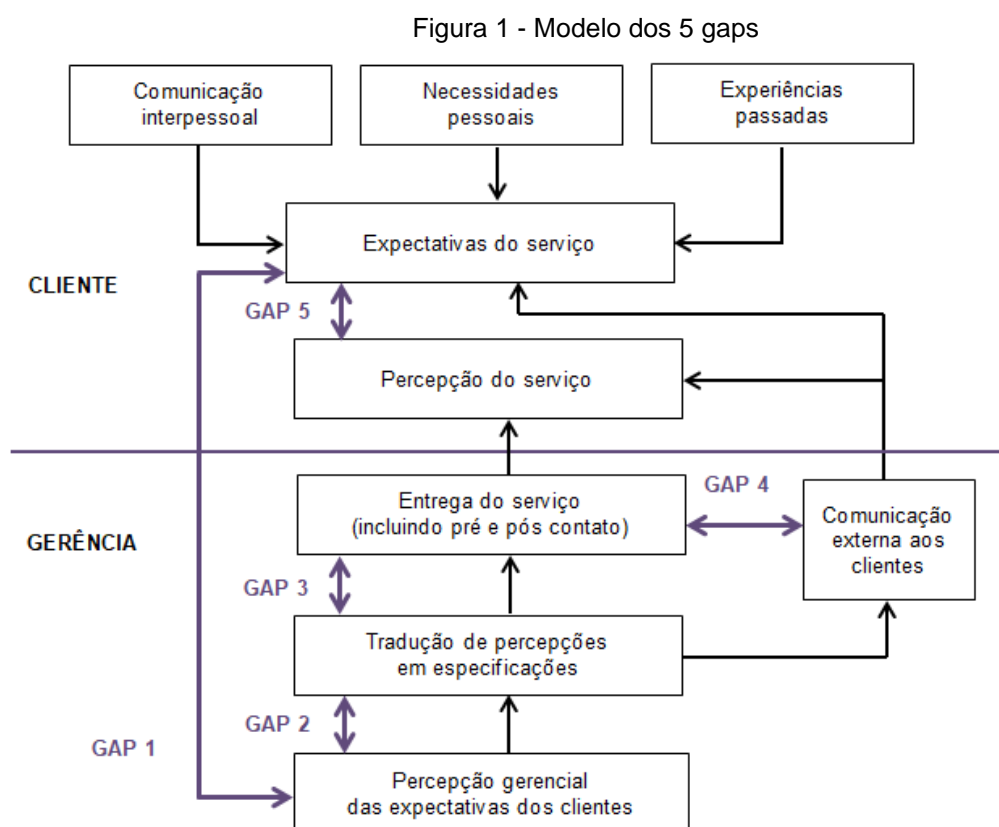 Figura 1 - Modelo dos 5 gaps
Comunicação
interpessoal
Necessidades
pessoais
Experiências
passadas
Expectativas do serviço
CLIENTE
GAP 5
Percepção do serviço
GAP 4
Entrega do serviço
(incluindo pré e pós contato)
Comunicação
externa aos
clientes
GERÊNCIA
GAP 3
Tradução de percepções
em especificações
GAP 2
GAP 1
Percepção gerencial
das expectativas dos clientes